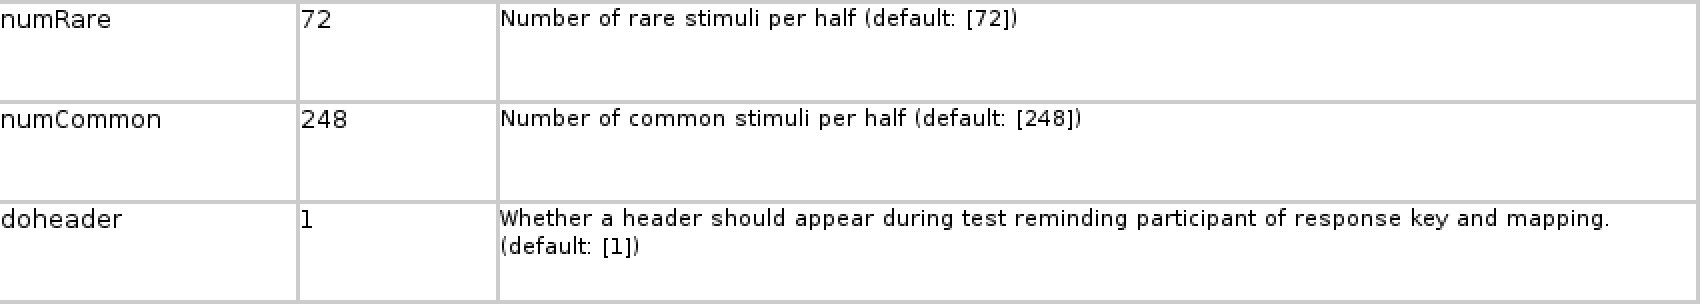 numRare 72 Number of rare stimuli per half (default: [72])
numCommon 248 Number of common stimuli per half (default: [248])
doheader 1 Whether a header should appear during test reminding participant of response key and mapping.
(default: [1])